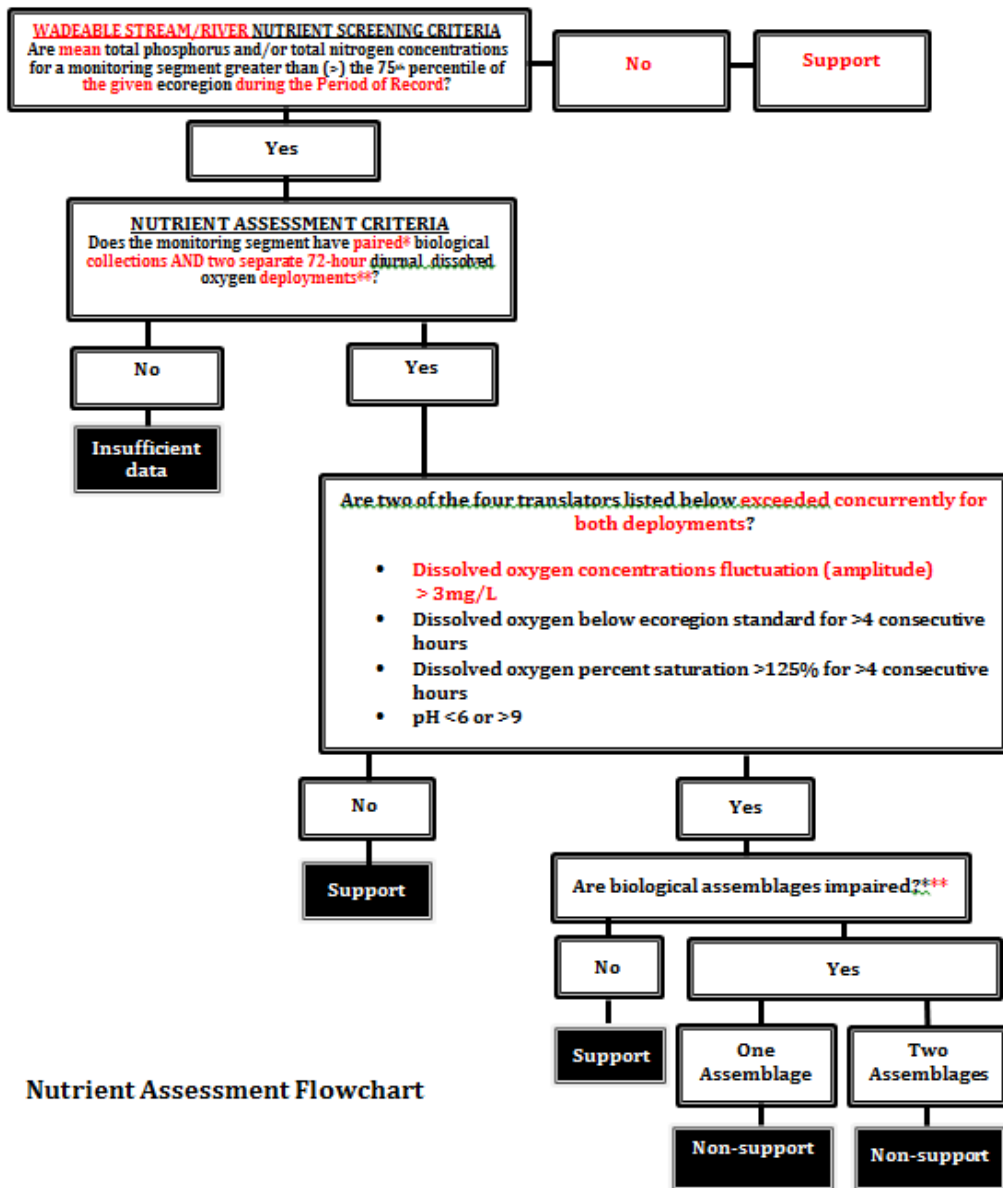 WADEABLE STREAM/RIVER NUTRIENT SCREENING CRITERIA
Are mean total phosphorus and/or total nitrogen concentrations
for a monitoring segment greater than (>) the 75th percentile of
the given ecoregion during the Period of Record?
No
Support
Yes
NUTRIENT ASSESSMENT CRITERIA
Does the monitoring segment have paired* biological
collections AND two separate 72-hour diurnal dissolved
oxygen deployments**?
No
Yes
Insufficient
data
Are two of the four translators listed below exceeded concurrently for
both deployments?
• Dissolved oxygen concentrations fluctuation (amplitude)
> 3mg/L
• Dissolved oxygen below ecoregion standard for >4 consecutive
hours
• Dissolved oxygen percent saturation >125% for >4 consecutive
hours
• pH <6 or >9
No
Yes
Support
Are biological assemblages impaired?***
No
Yes
Support
One
Assemblage
Two
Assemblages
Nutrient Assessment Flowchart
Non-support
Non-support